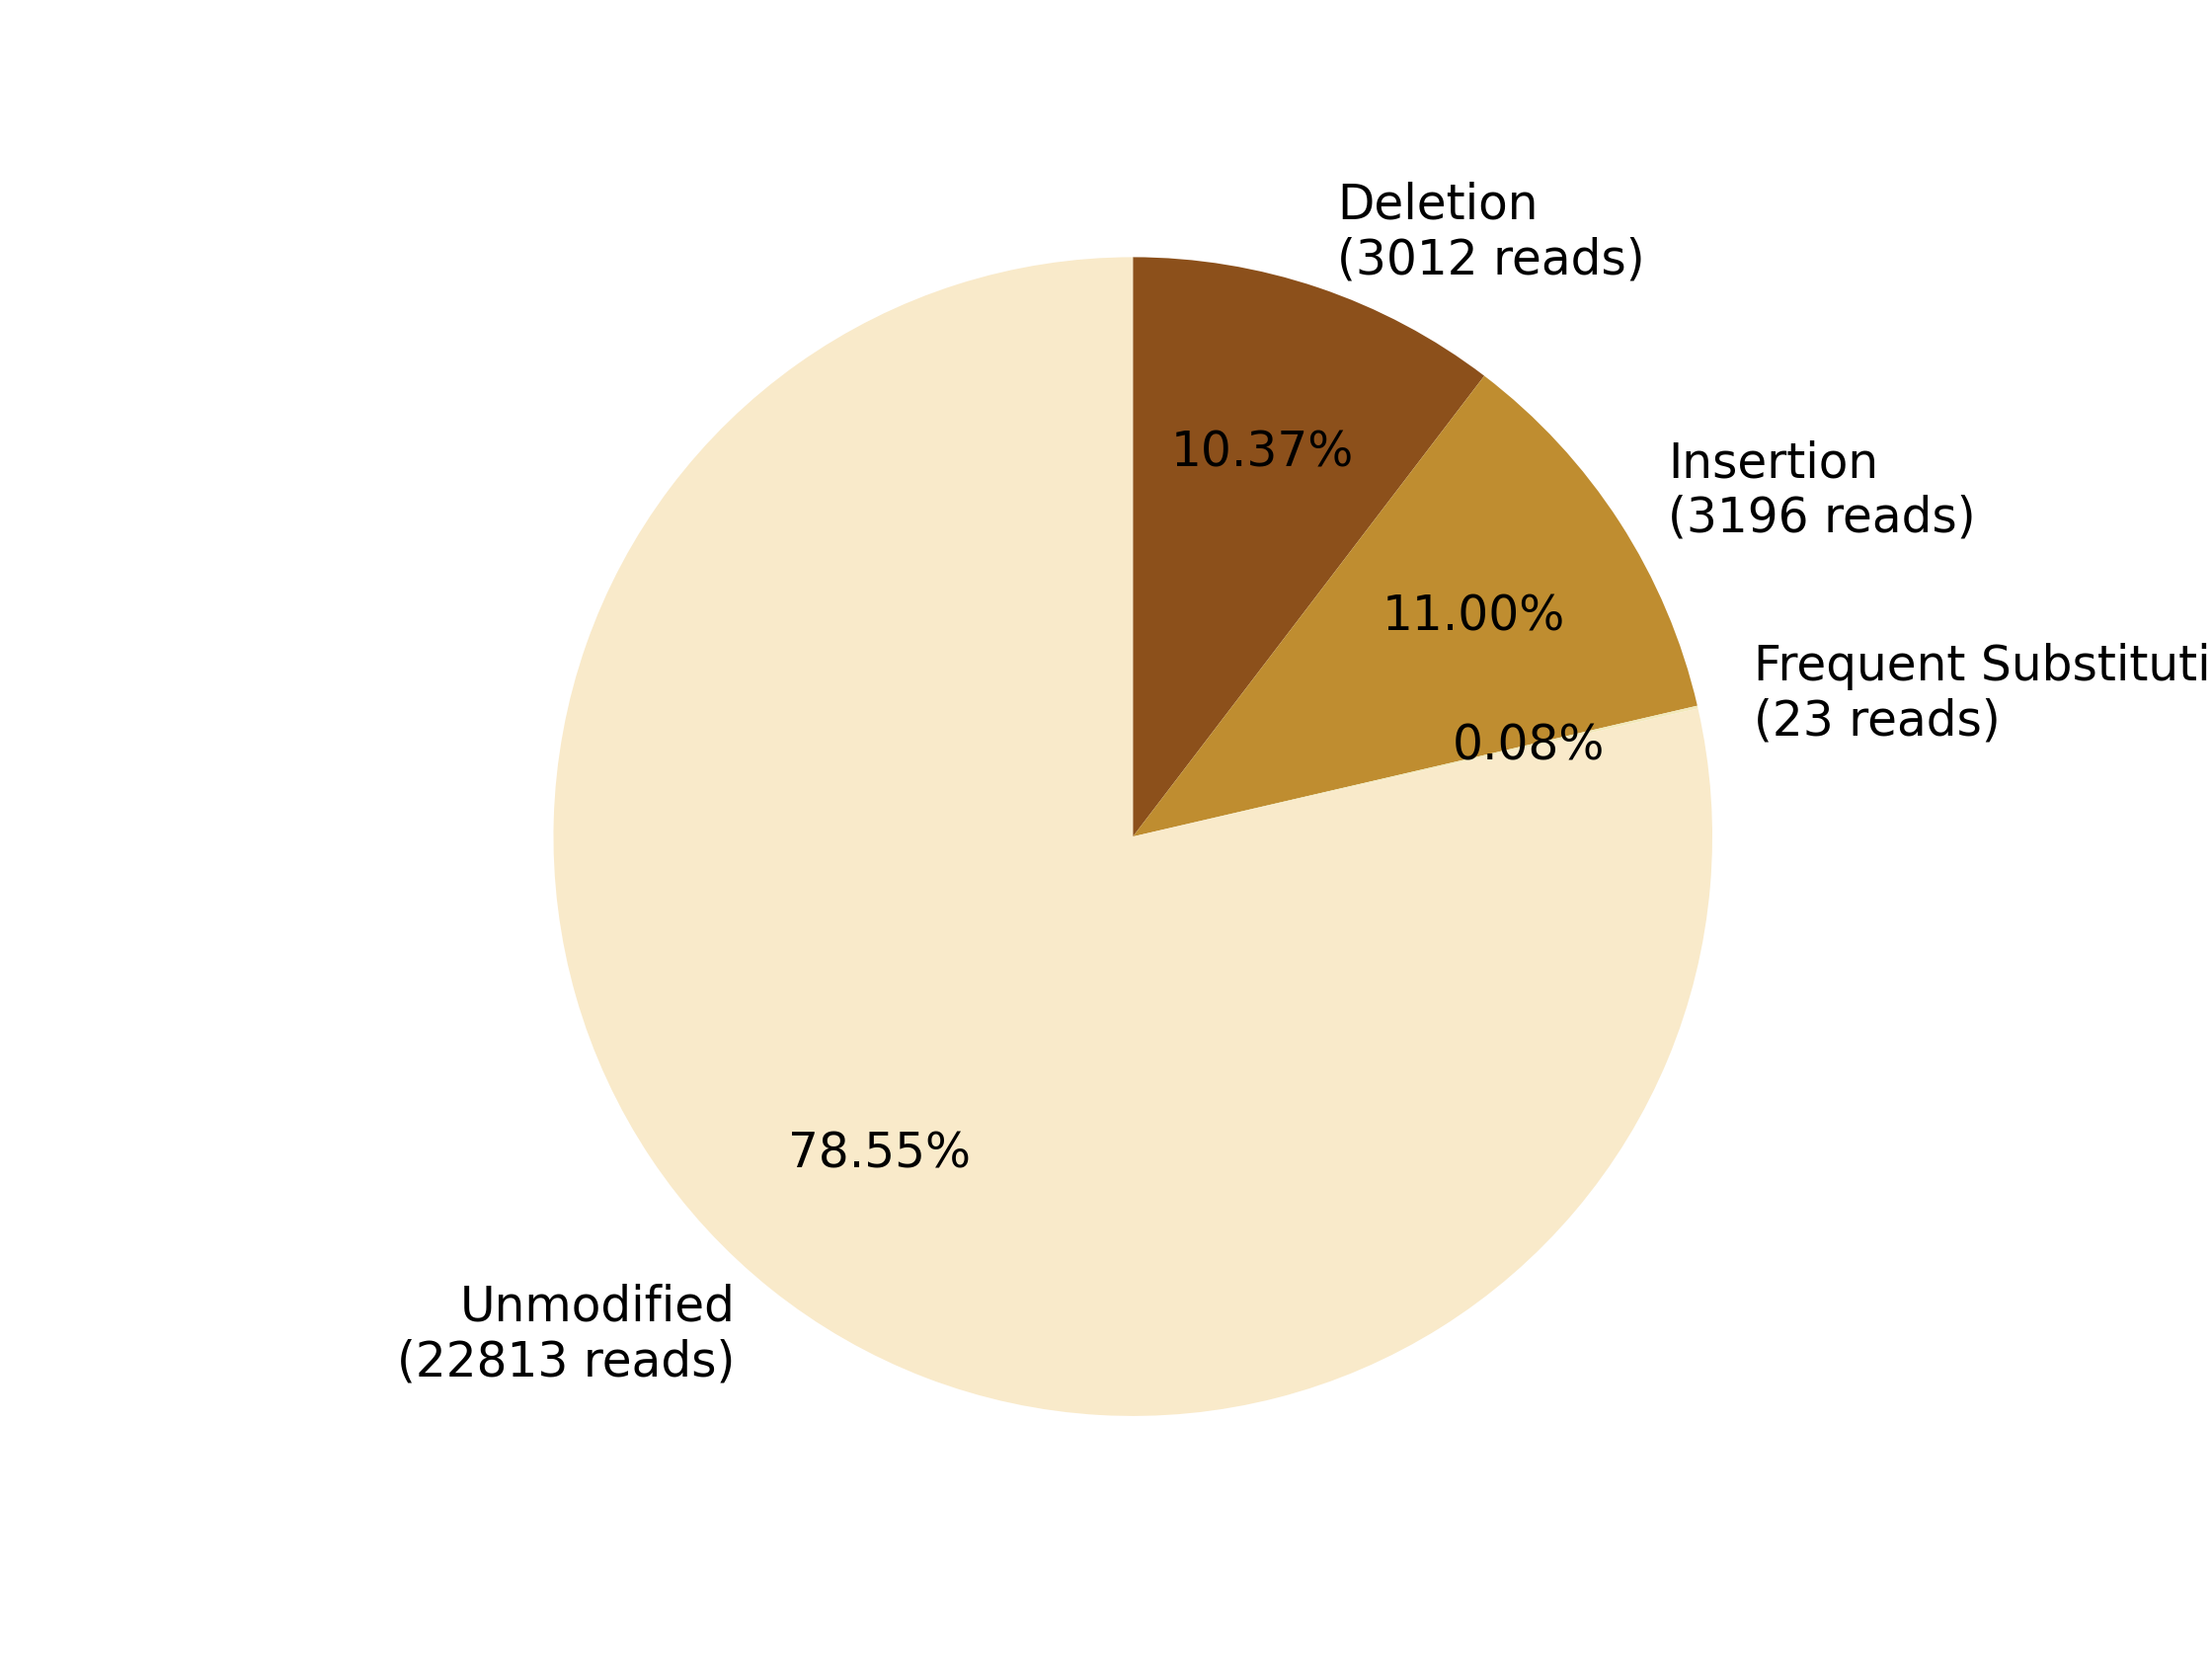 Deletion
(3012 reads)
10.37%
Insertion
(3196 reads)
11.00%
Frequent Substituti
(23 reads)
0.08%
78.55%
Unmodified
(22813 reads)